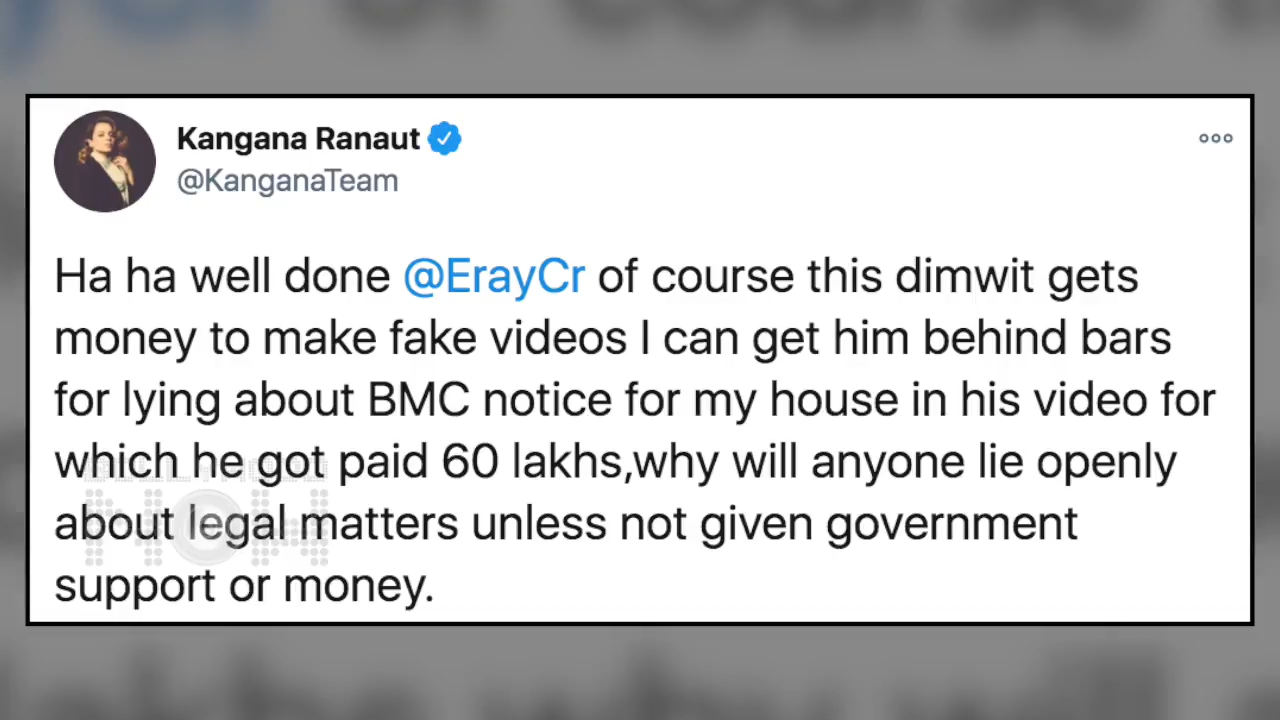 Kangana Ranaut
@KanganaTeam
Ha ha well done @ErayCr of course this dimwit gets
money to make fake videos I can get him behind bars
for lying about BMC notice for my house in his video for
which he got paid 60 lakhs,why will anyone lie openly
about legal matters unless not given government
support or money.